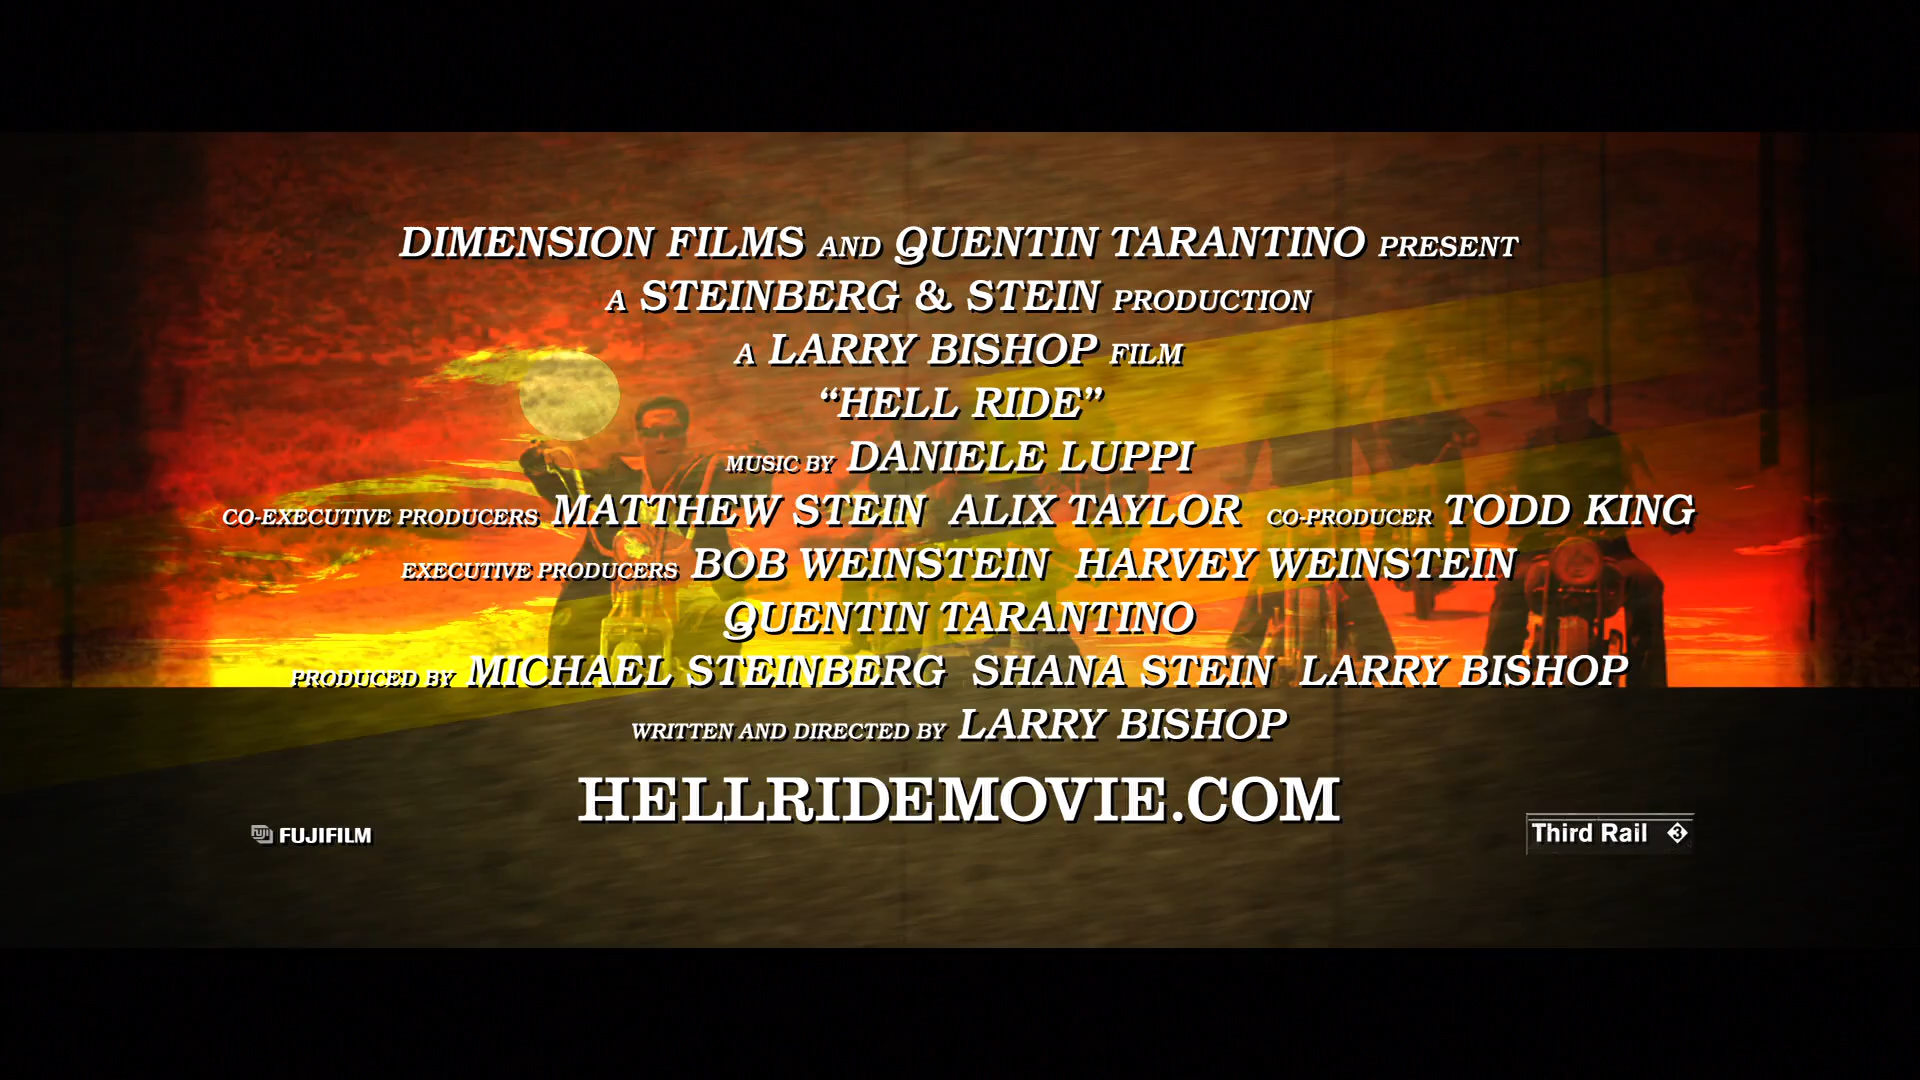 DIMENSION FILMS AND QUENTIN TARANTINO PRESENT
A STEINBERG & STEIN PRODUCTION
A LARRY BISHOP FILM
“HELL RIDE”
MUSIC BY DANIELE LUPPI
CO-EXECUTIVE PRODUCERS MATTHEW STEIN ALIX TAYLOR CO-PRODUCER TODD KING
EXECUTIVE PRODUCERS BOB WEINSTEIN HARVEY WEINSTEIN
QUENTIN TARANTINO
PRODUCED BY MICHAEL STEINBERG SHANA STEIN LARRY BISHOP
WRITTEN AND DIRECTED BY LARRY BISHOP
HELLRIDEMOVIE.COM
Fuji FUJIFILM
Third Rail 3